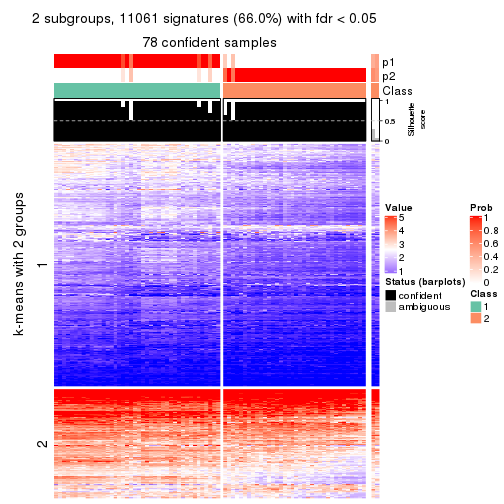 2 subgroups, 11061 signatures (66.0%) with fdr < 0.05
78 confident samples
p1
p2
Class
1
0.5
0
Silhouette
score
k-means with 2 groups
1
2
Value
5
4
3
2
1
Status (barplots)
confident
ambiguous
Prob
1
0.8
0.6
0.4
0.2
0
Class
1
2